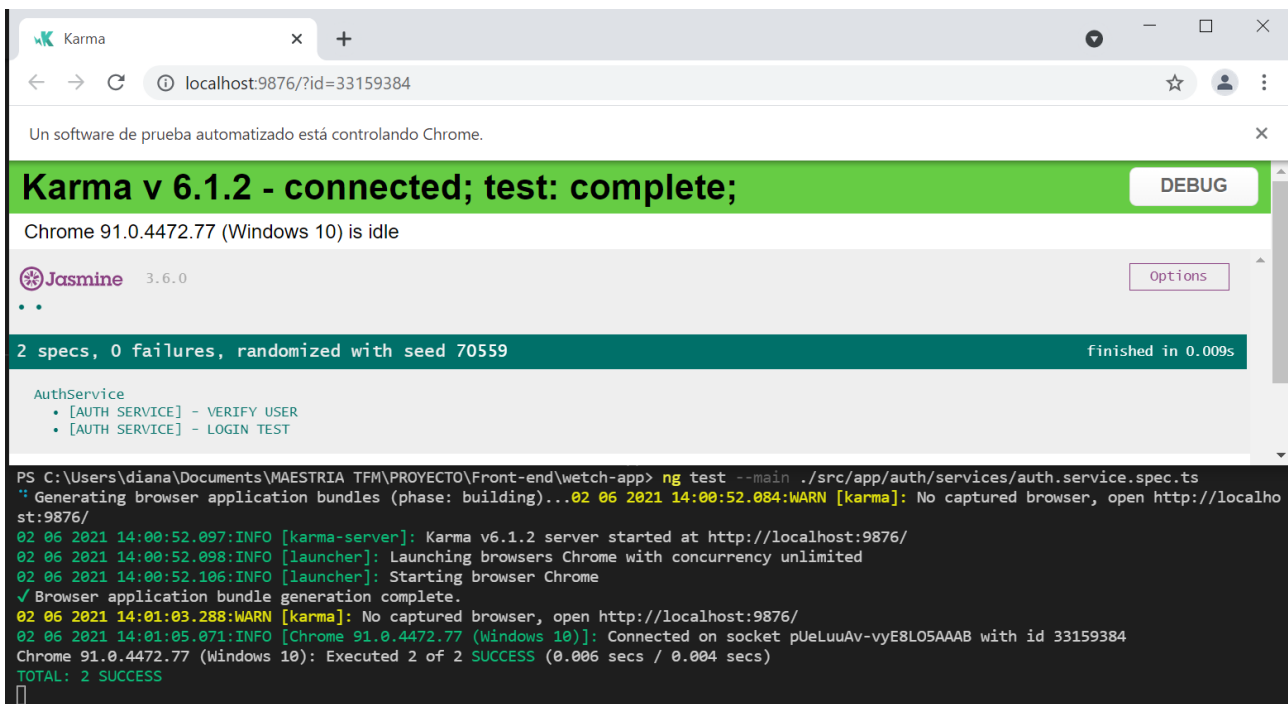 Karma
localhost:9876/?id=33159384
Un software de prueba automatizado está controlando Chrome.
Karma v 6.1.2 - connected; test: complete;
DEBUG
Chrome 91.0.4472.77 (Windows 10) is idle
Jasmine 3.6.0
Options
• •
2 specs, 0 failures, randomized with seed 70559
finished in 0.009s
AuthService
• [AUTH SERVICE] - VERIFY USER
• [AUTH SERVICE] - LOGIN TEST
PS C:\Users\diana\Documents\MAESTRIA TFM\PROYECTO\Front-end\wetch-app> ng test --main ./src/app/auth/services/auth.service.spec.ts
Generating browser application bundles (phase: building)...02 06 2021 14:00:52.084:WARN [karma]: No captured browser, open http://localho
st:9876/
02 06 2021 14:00:52.097:INFO [karma-server]: Karma v6.1.2 server started at http://localhost:9876/
02 06 2021 14:00:52.098:INFO [launcher]: Launching browsers Chrome with concurrency unlimited
02 06 2021 14:00:52.106:INFO [launcher]: Starting browser Chrome
√ Browser application bundle generation complete.
02 06 2021 14:01:03.288:WARN [karma]: No captured browser, open http://localhost:9876/
02 06 2021 14:01:05.071:INFO [Chrome 91.0.4472.77 (Windows 10)]: Connected on socket pUeLuuAv-vyE8LO5AAAB with id 33159384
Chrome 91.0.4472.77 (Windows 10): Executed 2 of 2 SUCCESS (0.006 secs / 0.004 secs)
TOTAL: 2 SUCCESS